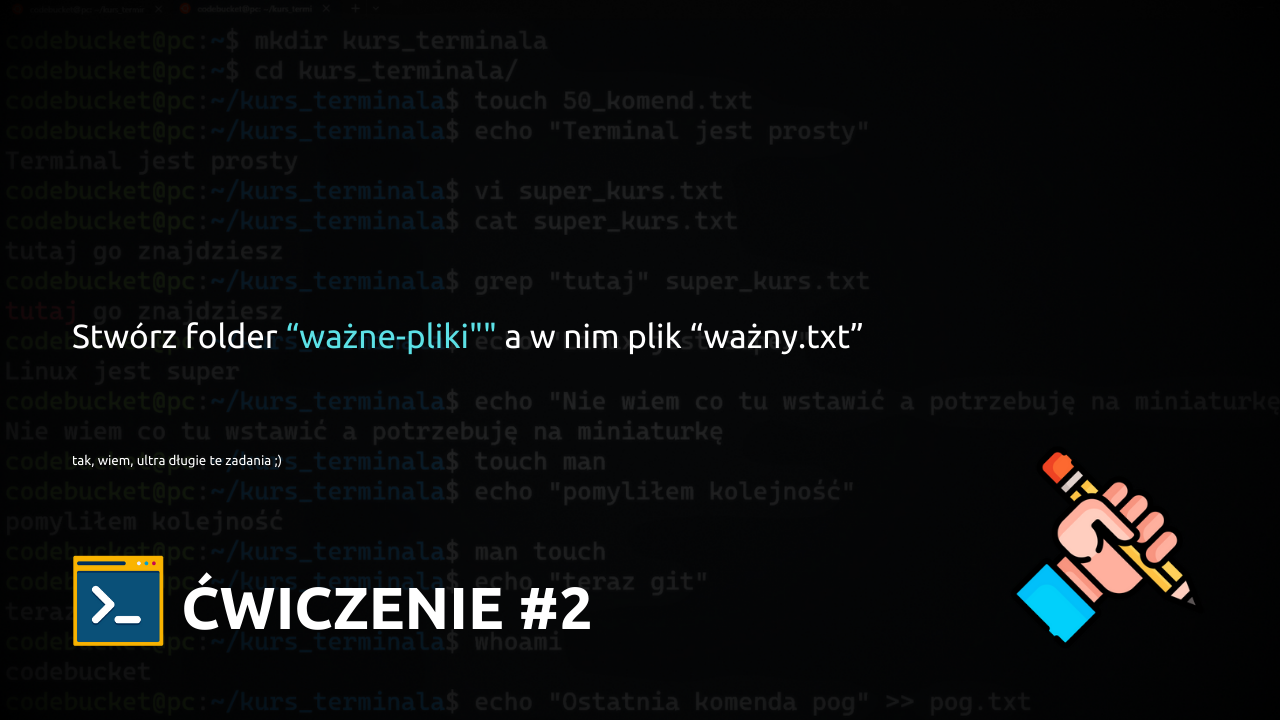 codebucket@pc:~$ mkdir kurs_terminala
codebucket@pc:~$ cd kurs_terminala/
codebucket@pc:~/kurs_terminala$ touch 50_komend.txt
codebucket@pc:~/kurs_terminala$ echo "Terminal jest prosty"
Terminal jest prosty
codebucket@pc:~/kurs_terminala$ vi super_kurs.txt
codebucket@pc:~/kurs_terminala$ cat super_kurs.txt
tutaj go znajdziesz
codebucket@pc:~/kurs_terminala$ grep "tutaj" super_kurs.txt
tutaj go znajdziesz
Stwórz folder “ważne-pliki"" a w nim plik “ważny.txt”
Linux jest super
codebucket@pc:~/kurs_terminala$ echo "Nie wiem co tu wstawić a potrzebuję na miniaturkę
Nie wiem co tu wstawić a potrzebuję na miniaturkę
codebucket@pc:~/kurs_terminala$ touch man
tak, wiem, ultra długie te zadania ;)
codebucket@pc:~/kurs_terminala$ echo "pomyliłem kolejność"
pomyliłem kolejność
codebucket@pc:~/kurs_terminala$ man touch
codebucket@pc:~/kurs_terminala$ echo "teraz git"
ĆWICZENIE #2
codebucket@pc:~/kurs_terminala$ whoami
codebucket
codebucket@pc:~/kurs_terminala$ echo "Ostatnia komenda pog" >> pog.txt